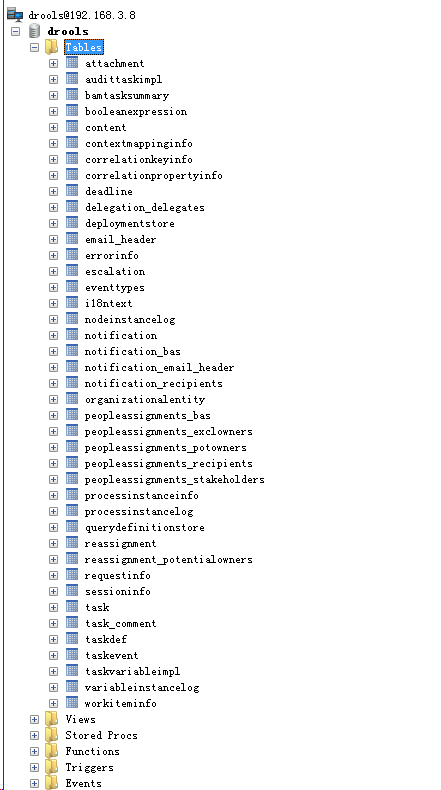 drools@192.168.3.8
drools
Tables
attachment
audittaskimpl
bamtasksummary
booleanexpression
content
contextmappinginfo
correlationkeyinfo
correlationpropertyinfo
deadline
delegation_delegates
deploymentstore
email_header
errorinfo
escalation
eventtypes
i18ntext
nodeinstancelog
notification
notification_bas
notification_email_header
notification_recipients
organizationalentity
peopleassignments_bas
peopleassignments_exclowners
peopleassignments_potowners
peopleassignments_recipients
peopleassignments_stakeholders
processinstanceinfo
processinstancelog
querydefinitionstore
reassignment
reassignment_potentialowners
requestinfo
sessioninfo
task
task_comment
taskdef
taskevent
taskvariableimpl
variableinstancelog
workiteminfo
Views
Stored Procs
Functions
Triggers
Events